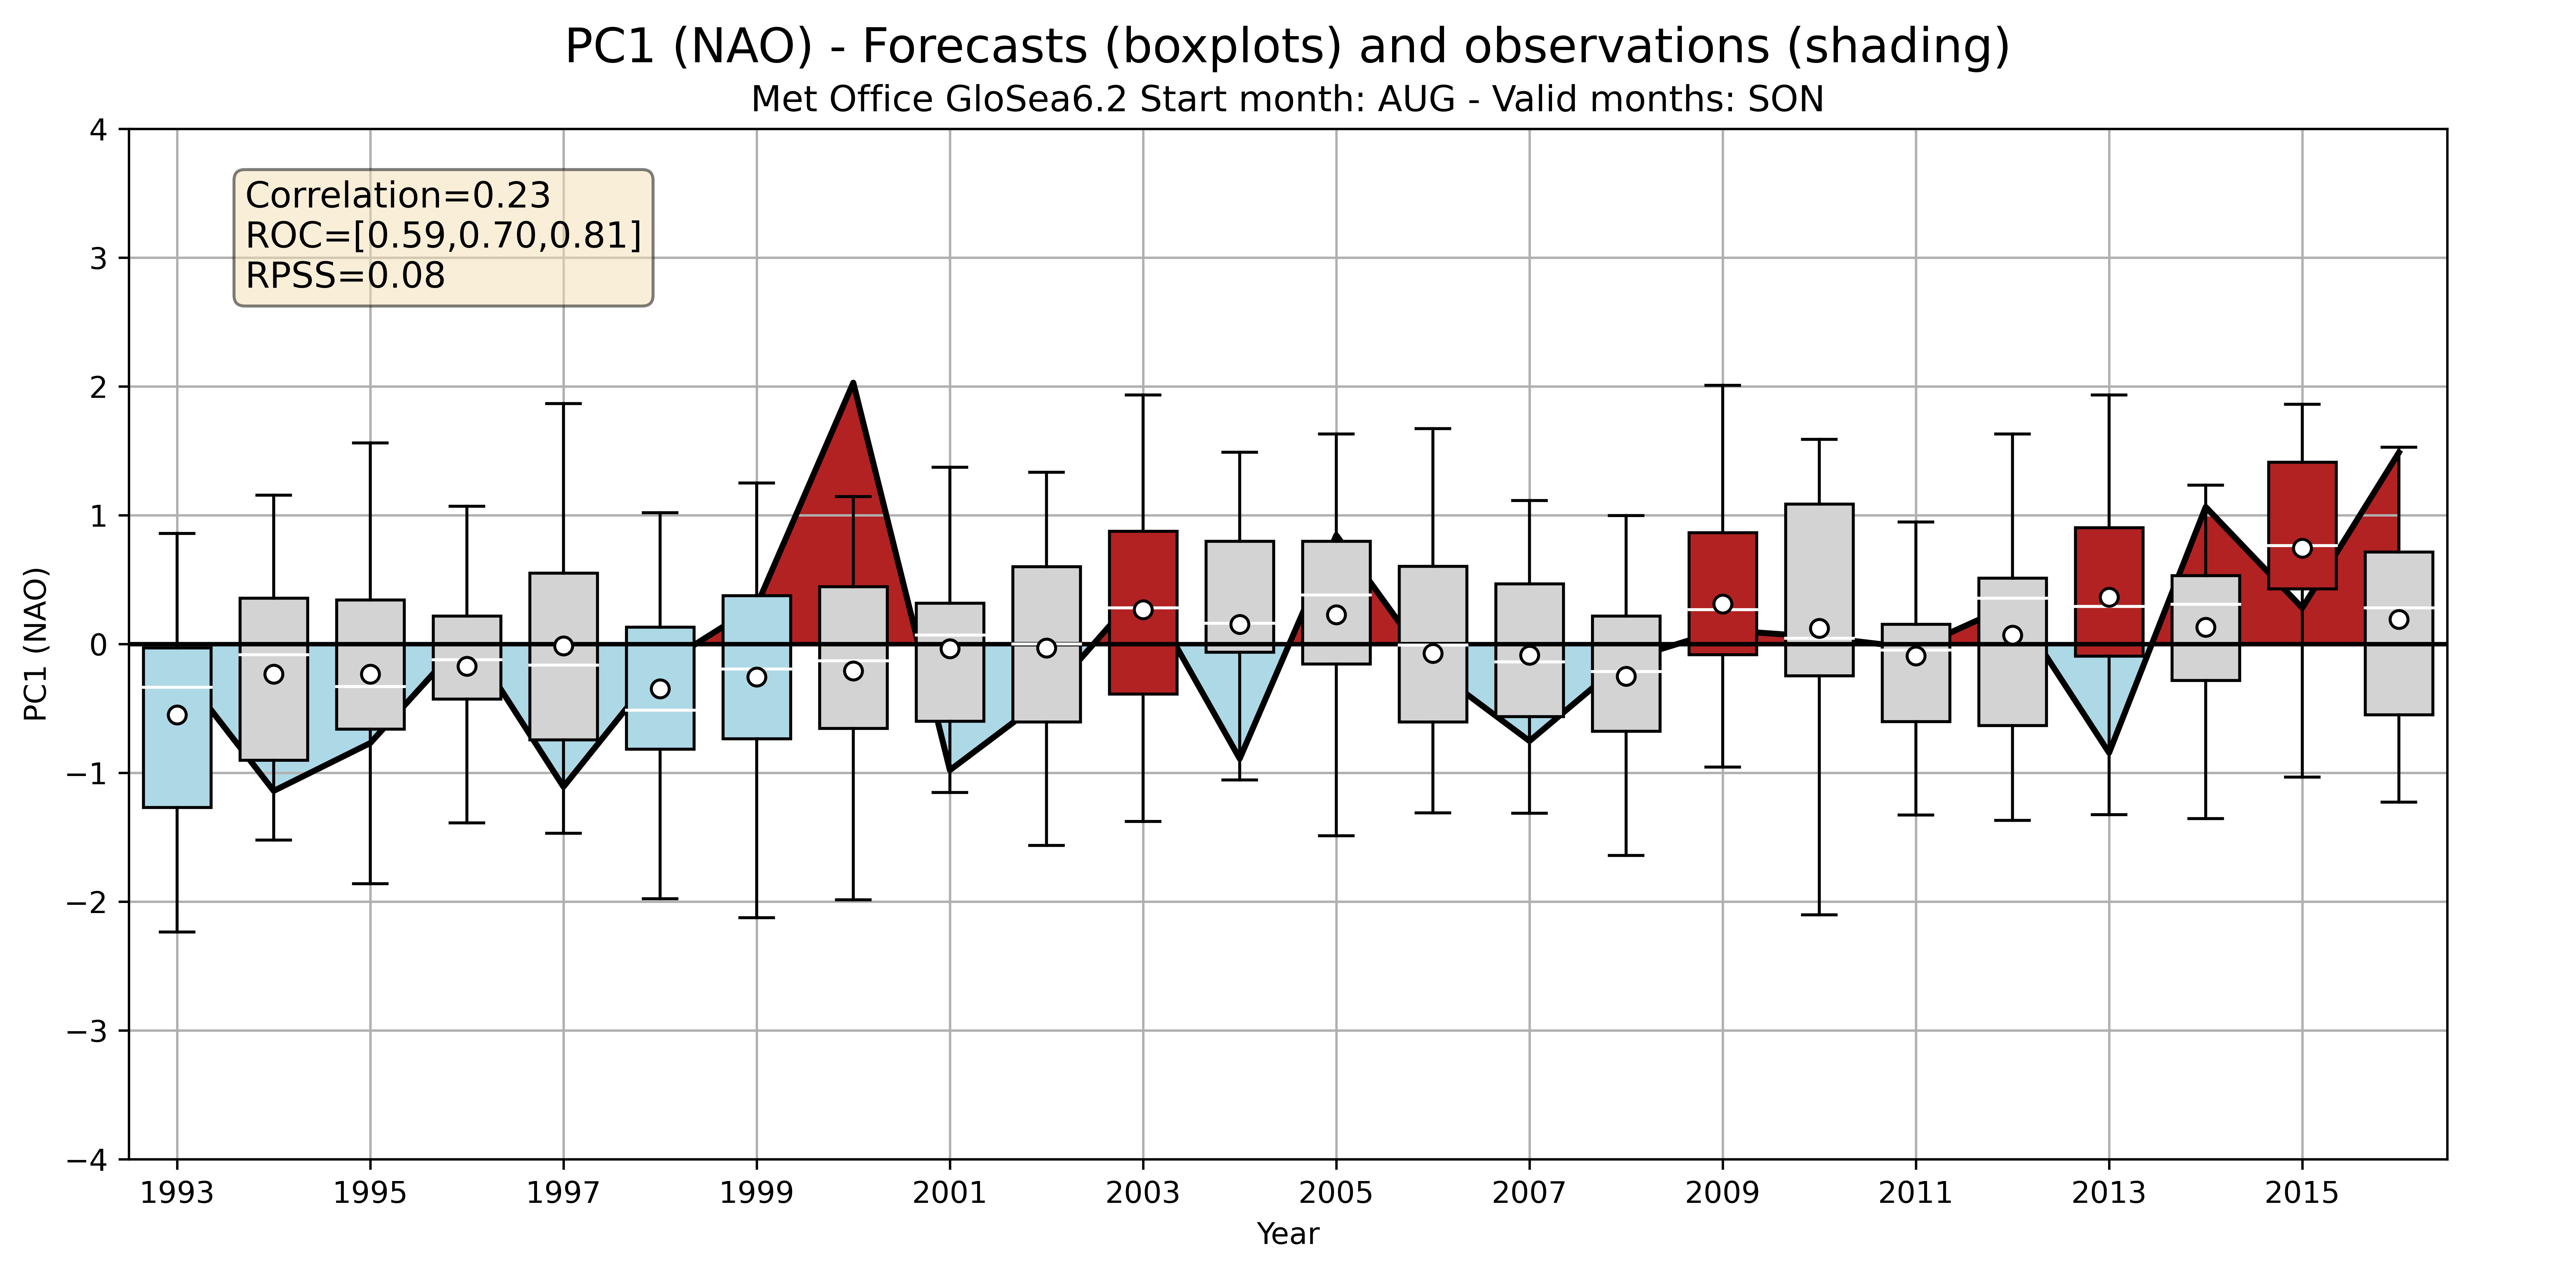 PC1 (NAO) - Forecasts (boxplots) and observations (shading)
Met Office GloSea6.2 Start month: AUG - Valid months: SON
Correlation=0.23
ROC=[0.59,0.70,0.81]
RPSS=0.08
PC1 (NAO)
4
3
2
1
0
−1
−2
−3
−4
1993 1995 1997 1999 2001 2003 2005 2007 2009 2011 2013 2015
Year